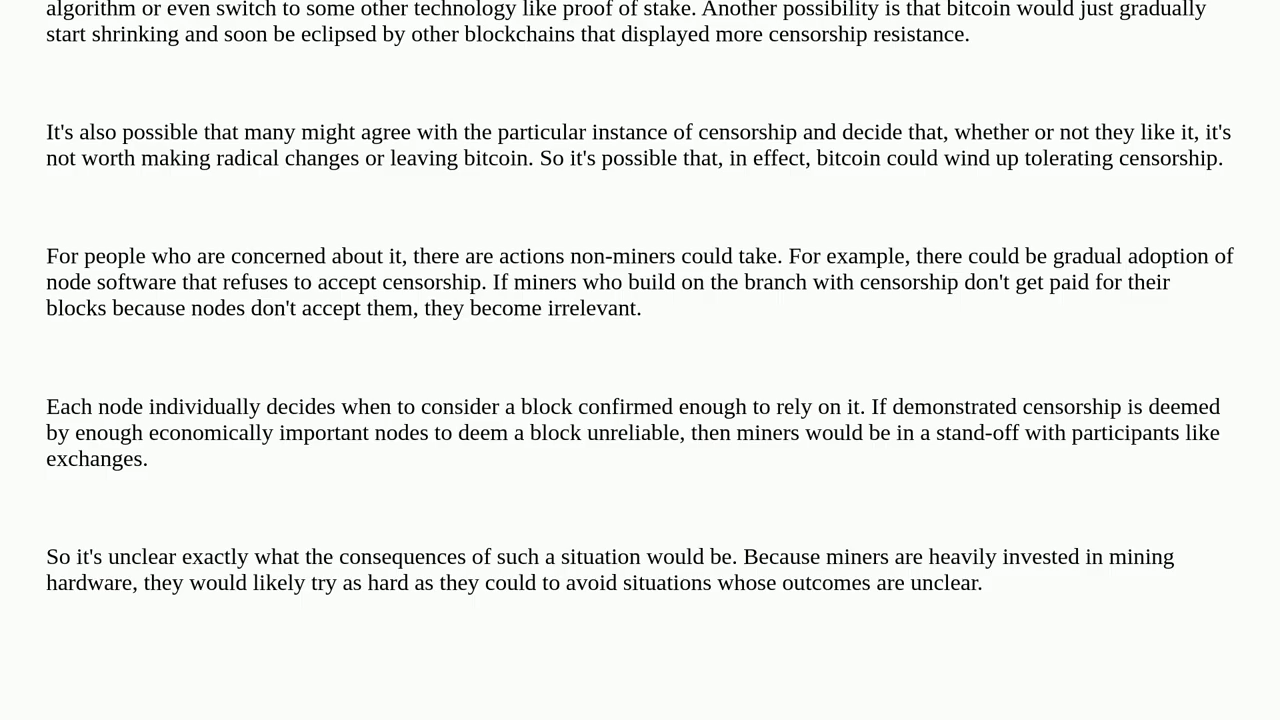 algorithm or even switch to some other technology like proof of stake. Another possibility is that bitcoin would just gradually
start shrinking and soon be eclipsed by other blockchains that displayed more censorship resistance.
It's also possible that many might agree with the particular instance of censorship and decide that, whether or not they like it, it's
not worth making radical changes or leaving bitcoin. So it's possible that, in effect, bitcoin could wind up tolerating censorship.
For people who are concerned about it, there are actions non-miners could take. For example, there could be gradual adoption of
node software that refuses to accept censorship. If miners who build on the branch with censorship don't get paid for their
blocks because nodes don't accept them, they become irrelevant.
Each node individually decides when to consider a block confirmed enough to rely on it. If demonstrated censorship is deemed
by enough economically important nodes to deem a block unreliable, then miners would be in a stand-off with participants like
exchanges.
So it's unclear exactly what the consequences of such a situation would be. Because miners are heavily invested in mining
hardware, they would likely try as hard as they could to avoid situations whose outcomes are unclear.